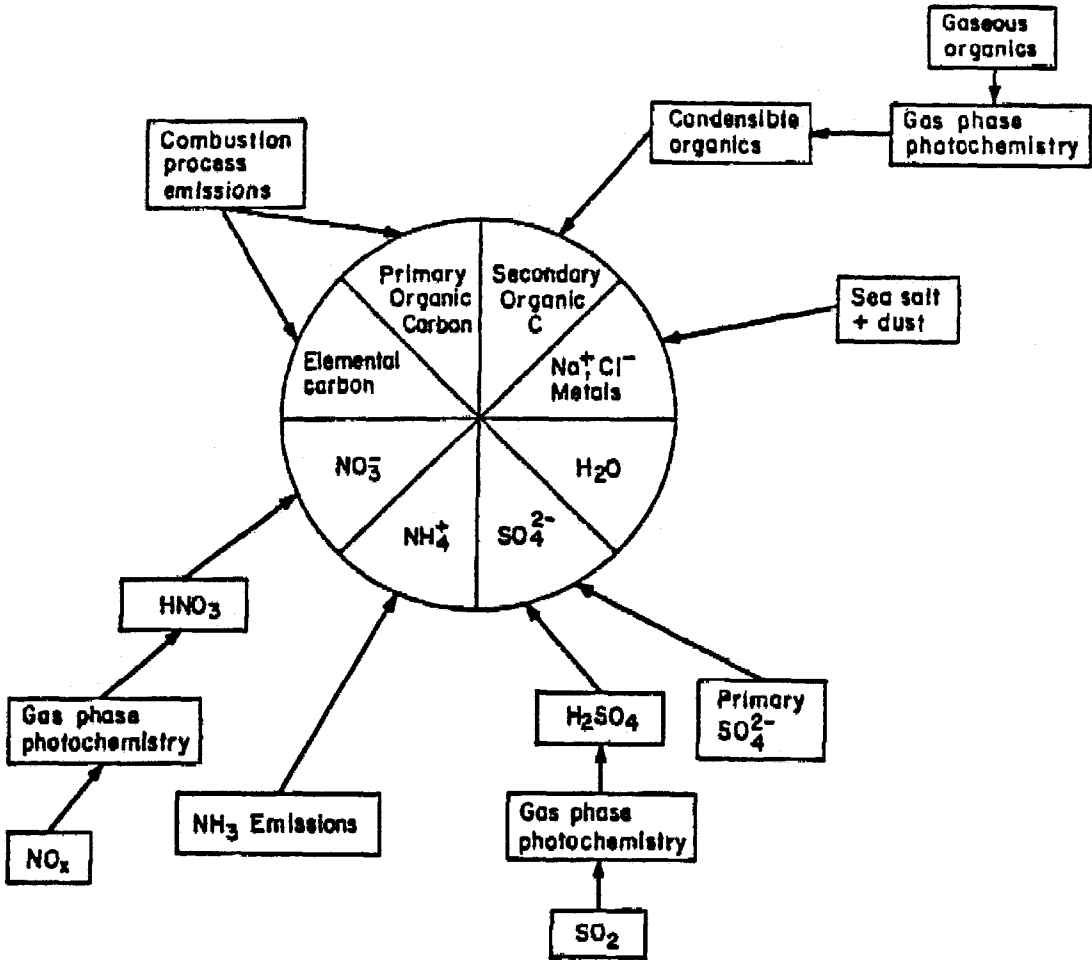 Gaseous
organics
Combustion
process
emissions
Condensible
organics
Gas phase
photochemistry
Primary
Organic
Carbon
Secondary
Organic
C
Sea salt
+ dust
Elemental
carbon
Na⁺, Cl⁻
Metals
NO₃⁻
H₂O
NH₄⁺
SO₄²⁻
HNO₃
Gas phase
photochemistry
H₂SO₄
Primary
SO₄²⁻
NH₃ Emissions
Gas phase
photochemistry
NOₓ
SO₂